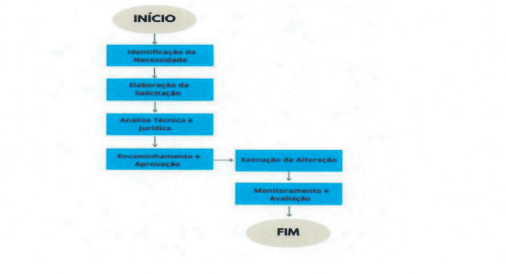 INÍCIO
Identificação da
Necessidade
Elaboração da
Solicitação
Análise Técnica e
Jurídica
Encaminhamento e
Aprovação
Execução da Alteração
Monitoramento e
Avaliação
FIM